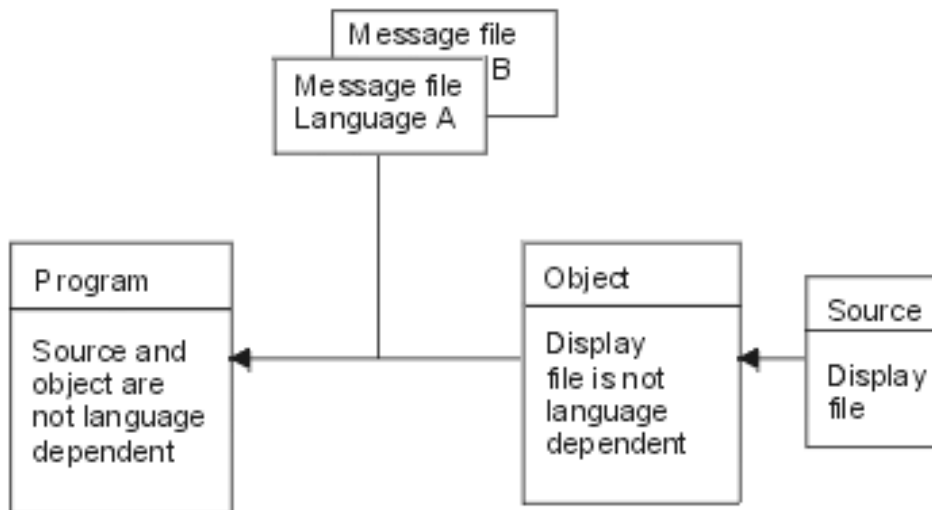 Message file
B
Message file
Language A
Program
Source and
object are
not language
dependent
Object
Display
file is not
language
dependent
Source
Display
file